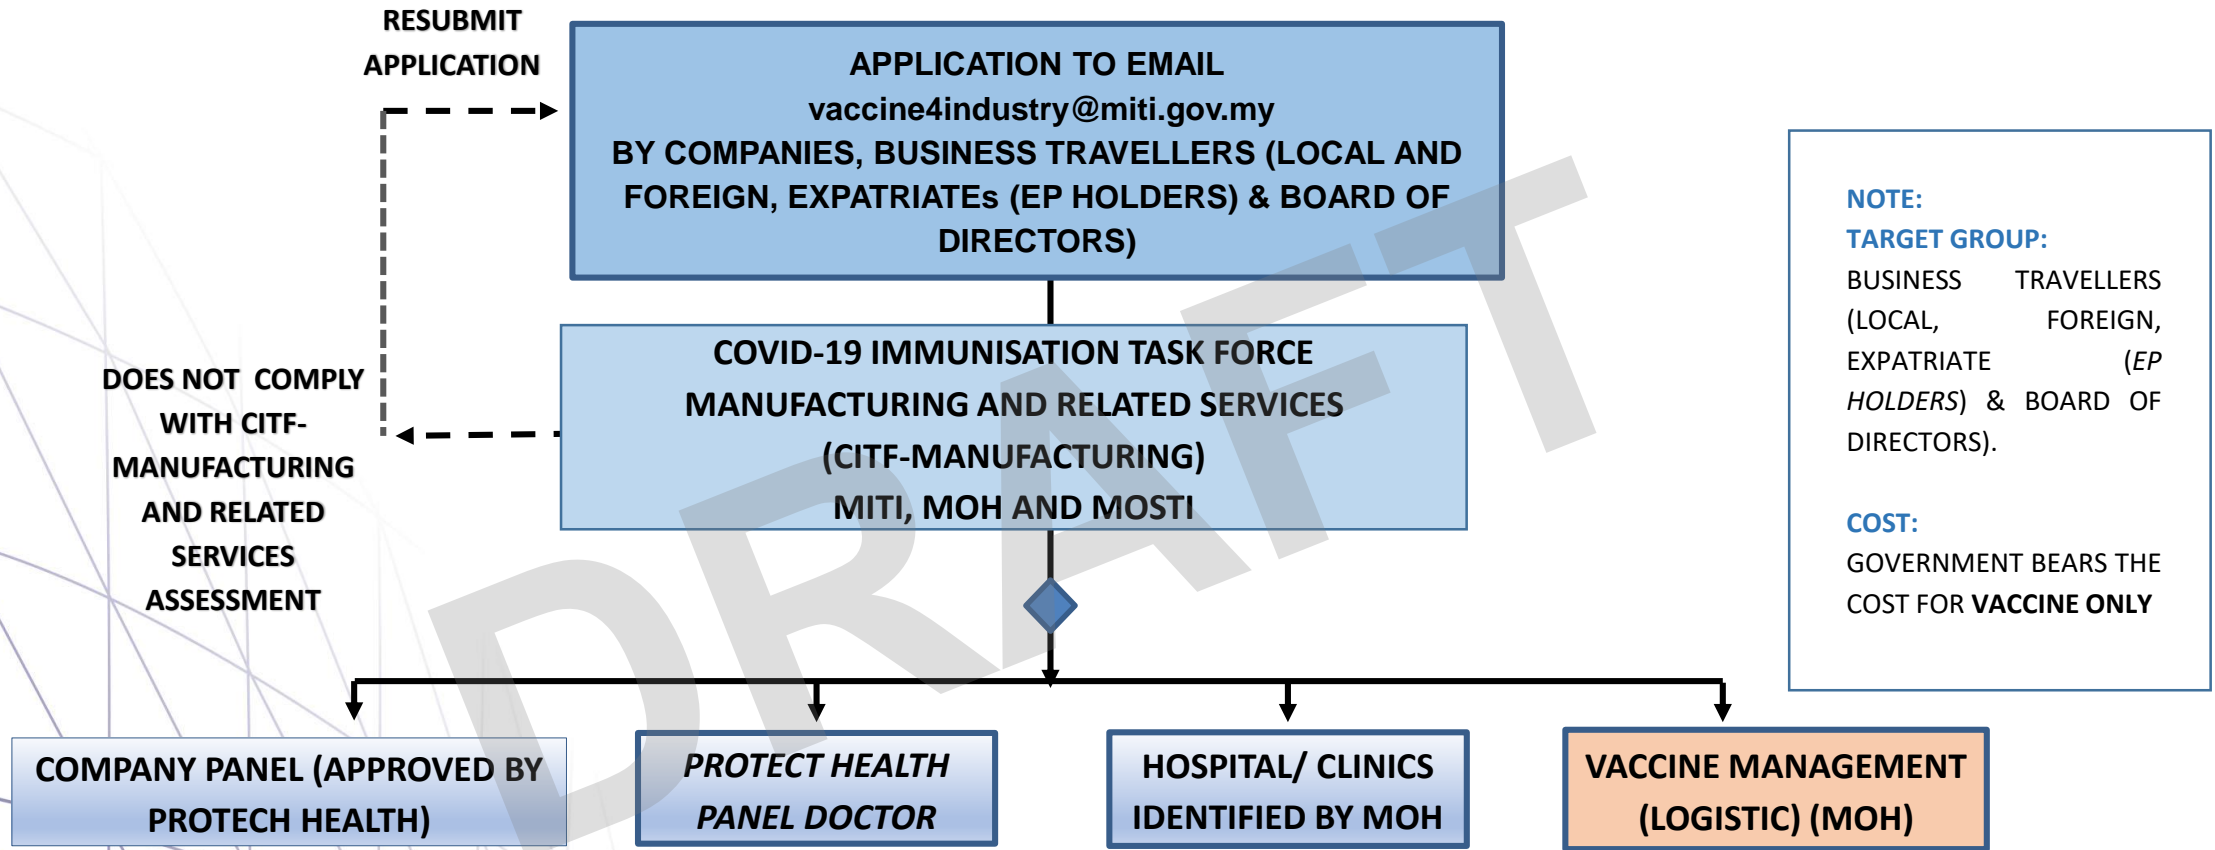 RESUBMIT
APPLICATION
APPLICATION TO EMAIL
vaccine4industry@miti.gov.my
BY COMPANIES, BUSINESS TRAVELLERS (LOCAL AND
FOREIGN, EXPATRIATEs (EP HOLDERS) & BOARD OF
DIRECTORS)
COVID-19 IMMUNISATION TASK FORCE
MANUFACTURING AND RELATED SERVICES
(CITF-MANUFACTURING)
MITI, MOH AND MOSTI
DOES NOT COMPLY
WITH CITF-
MANUFACTURING
AND RELATED
SERVICES
ASSESSMENT
NOTE:
TARGET GROUP:
BUSINESS TRAVELLERS
(LOCAL, FOREIGN,
EXPATRIATE (EP
HOLDERS) & BOARD OF
DIRECTORS).
COST:
GOVERNMENT BEARS THE
COST FOR VACCINE ONLY
DRAFT
COMPANY PANEL (APPROVED BY
PROTECH HEALTH)
PROTECT HEALTH
PANEL DOCTOR
HOSPITAL/ CLINICS
IDENTIFIED BY MOH
VACCINE MANAGEMENT
(LOGISTIC) (MOH)